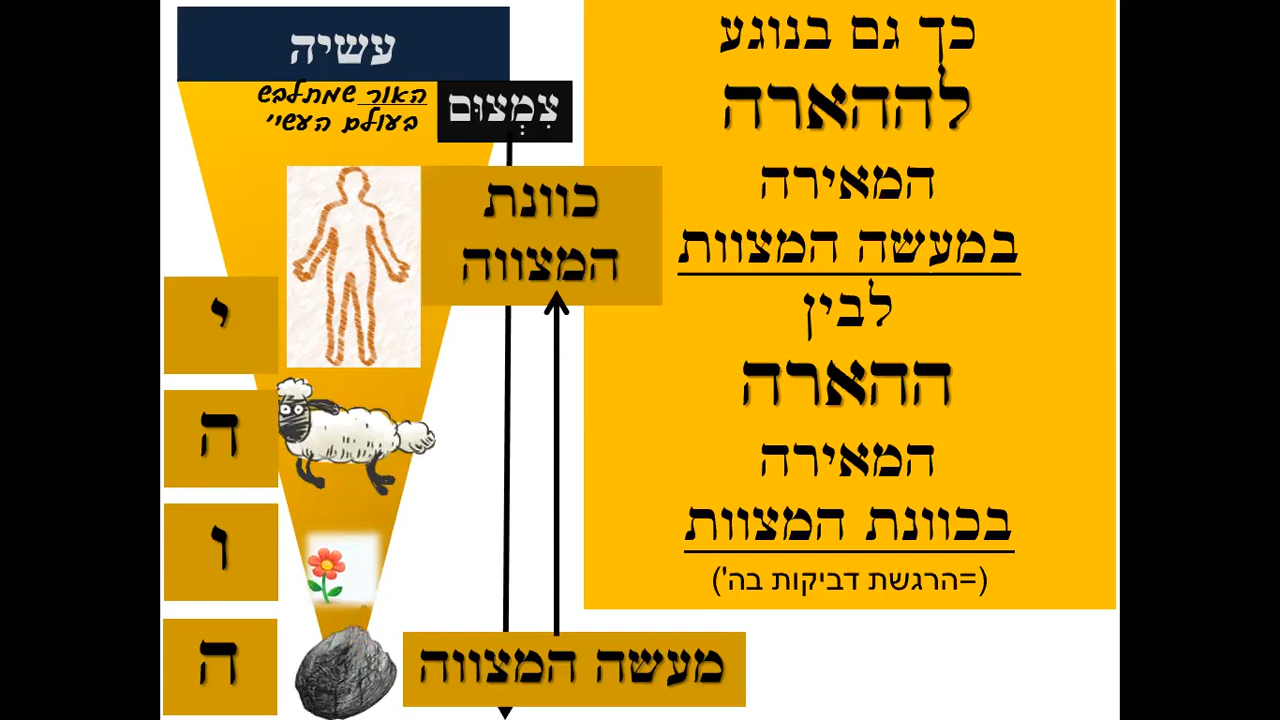 כך גם בנוגע
לההארה
המאירה
במעשה המצוות
לבין
ההארה
המאירה
בכוונת המצוות
(=הרגשת דביקות בה')
עשיה
האור שמתלבש
בעולם העשיי
צִמְצוּם
כוונת
המצווה
י
ה
ו
ה
מעשה המצווה